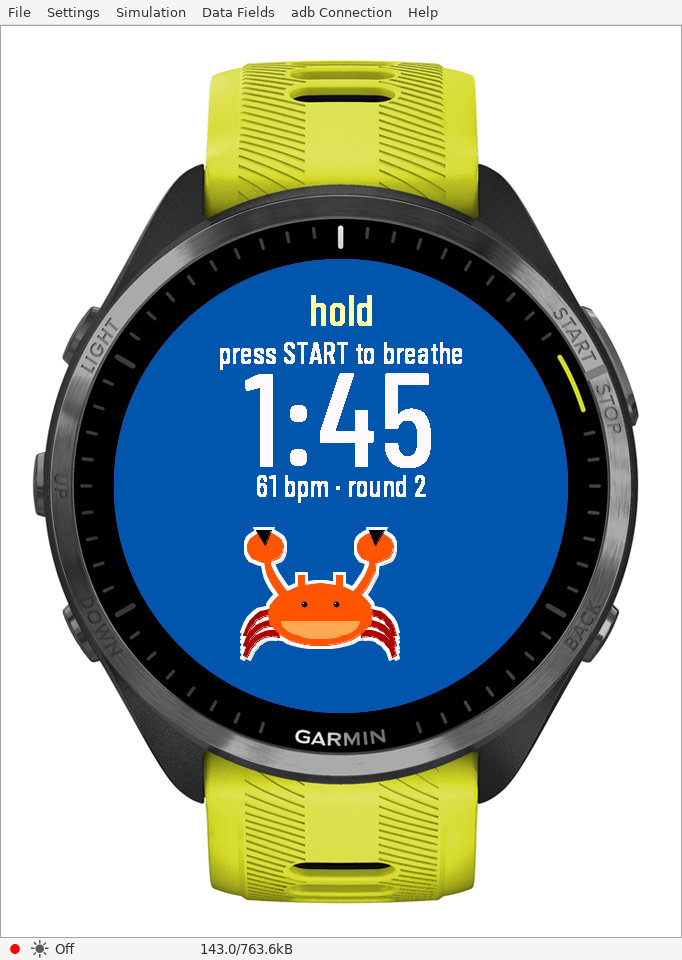 File Settings Simulation Data Fields adb Connection Help
hold
press START to breathe
1:45
61 bpm · round 2
LIGHT
START
STOP
UP
DOWN
BACK
GARMIN
Off 143.0/763.6kB